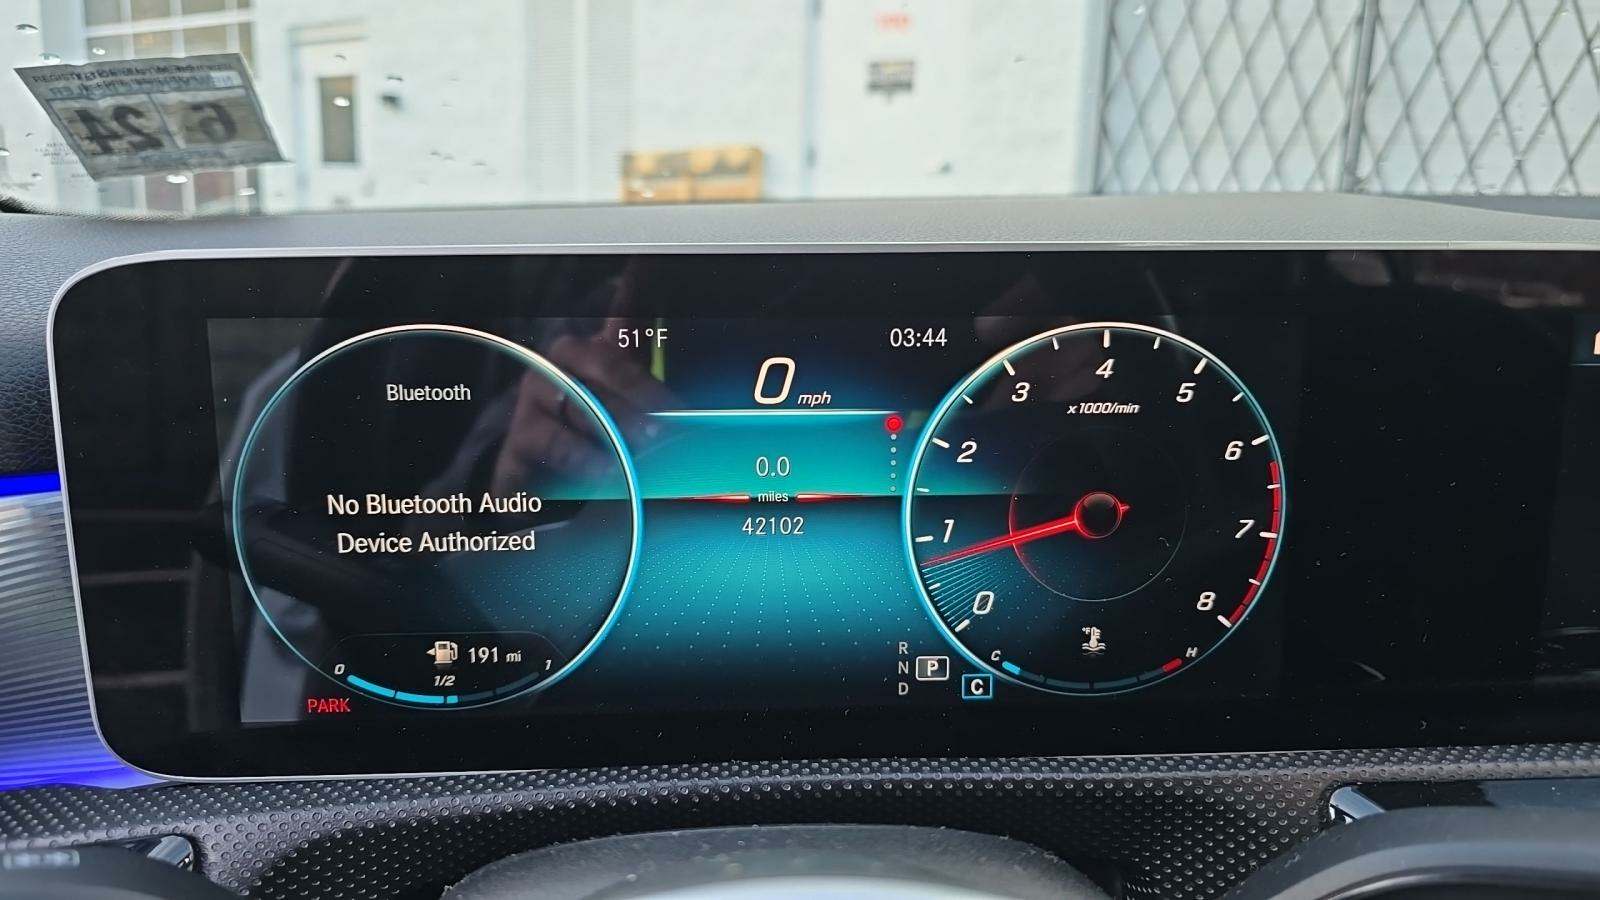 6 24
51°F
03:44
0 mph
Bluetooth
No Bluetooth Audio
Device Authorized
0.0
miles
42102
0 1/2 1
191 mi
PARK
R
N P
D
C
0 1 2 3 4 5 6 7 8
x1000/min
°F
C H